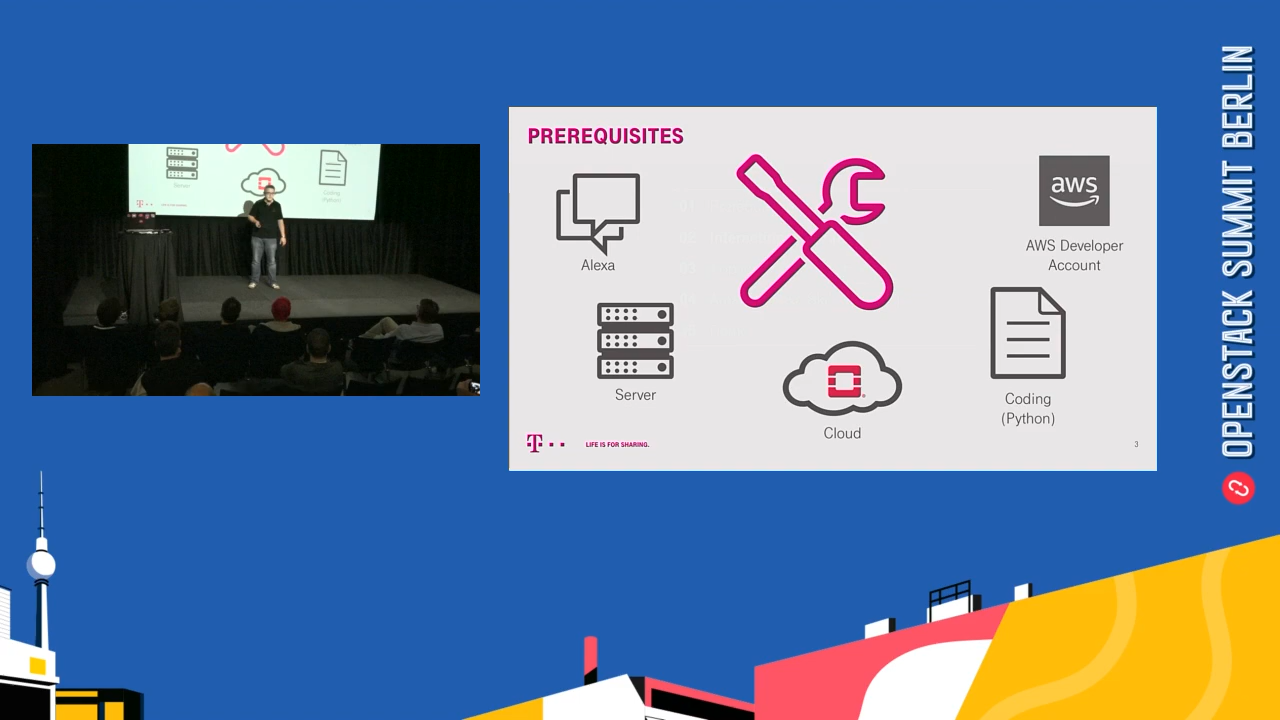 PREREQUISITES
Alexa
aws
AWS Developer
Account
Server
Cloud
Coding
(Python)
T
LIFE IS FOR SHARING.
3
OPENSTACK SUMMIT BERLIN